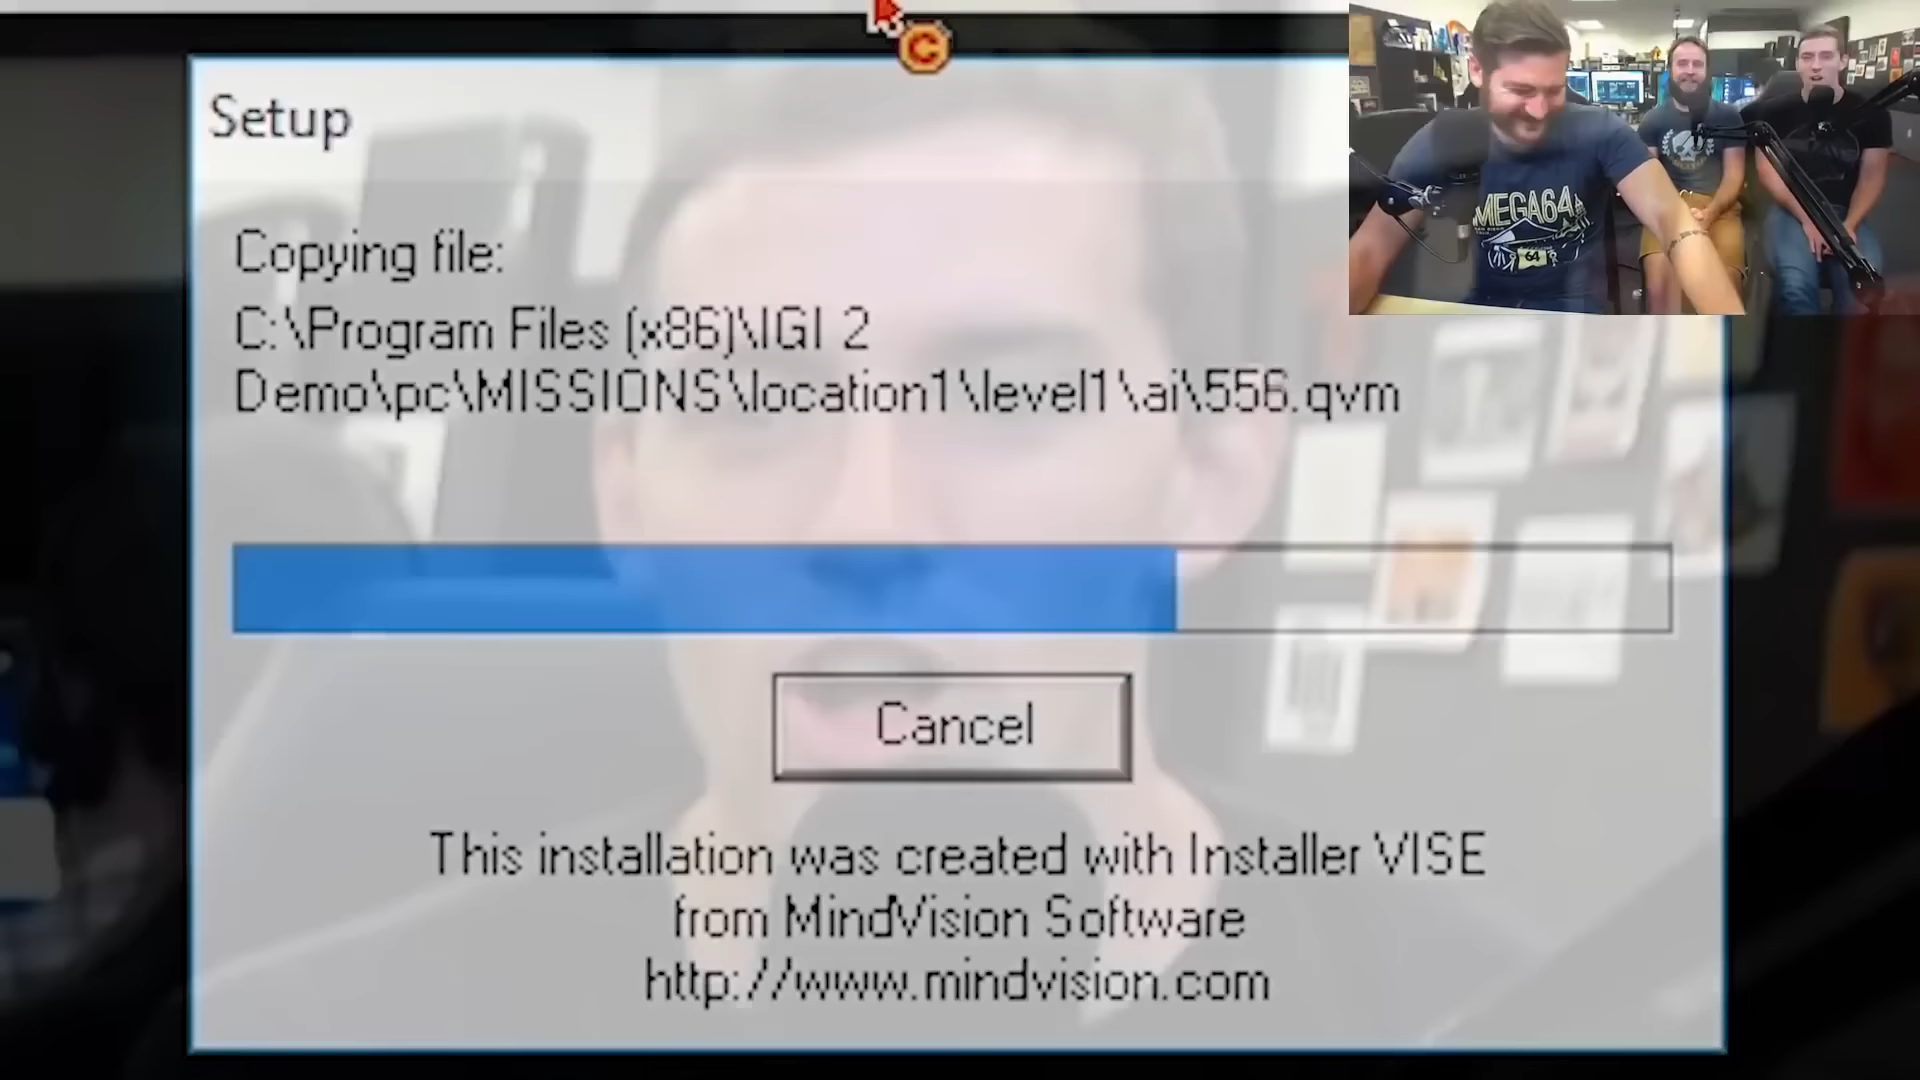 Setup
Copying file:
C:\Program Files (x86)\IGI 2
Demo\pc\MISSIONS\location1\level1\ai\556.qvm
Cancel
This installation was created with Installer VISE
from MindVision Software
http://www.mindvision.com
MEGA64
64